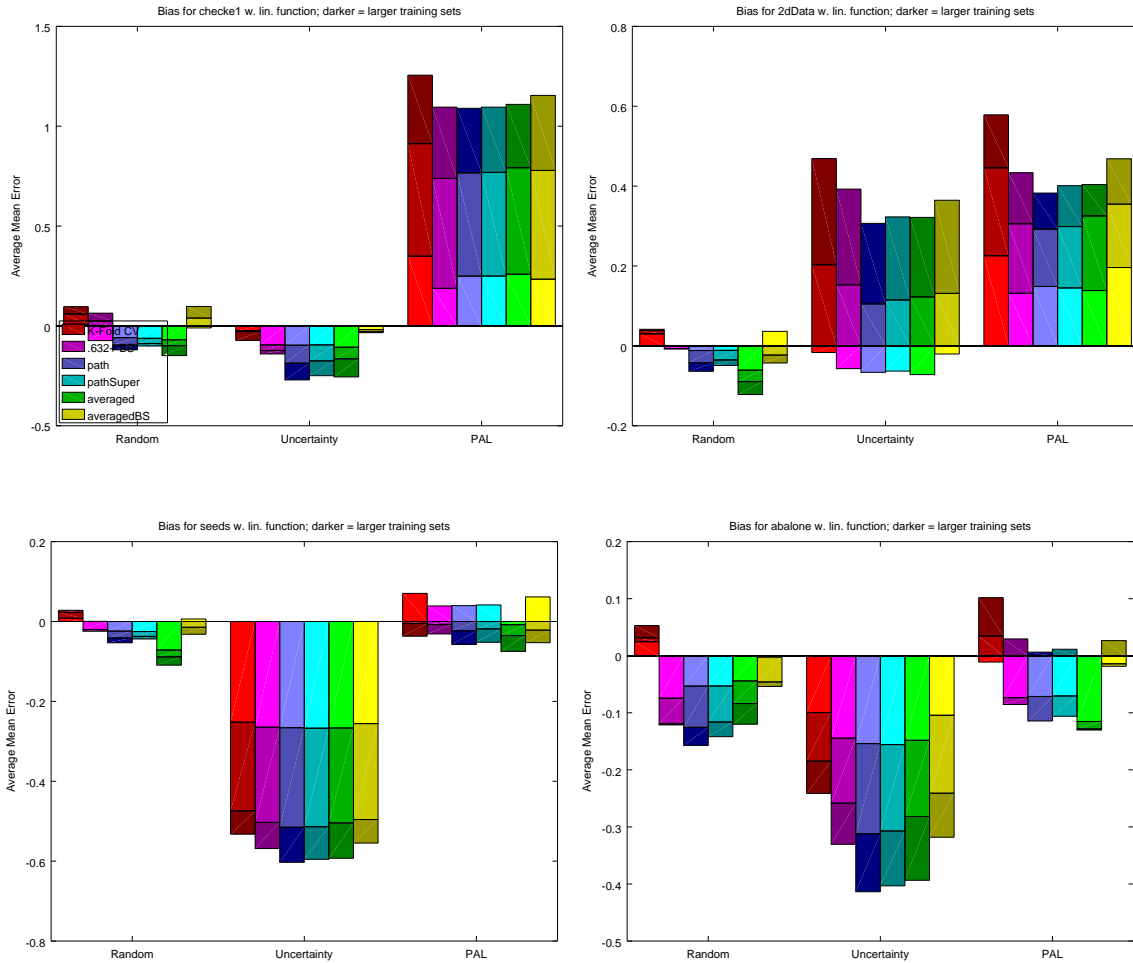 Bias for checke1 w. lin. function; darker = larger training sets
1.5
1
0.5
0
-0.5
Average Mean Error
K-Fold CV
.632+ BS
path
pathSuper
averaged
averagedBS
Random
Uncertainty
PAL
Bias for 2dData w. lin. function; darker = larger training sets
0.8
0.6
0.4
0.2
0
-0.2
Average Mean Error
Random
Uncertainty
PAL
Bias for seeds w. lin. function; darker = larger training sets
0.2
0
-0.2
-0.4
-0.6
-0.8
Average Mean Error
Random
Uncertainty
PAL
Bias for abalone w. lin. function; darker = larger training sets
0.2
0.1
0
-0.1
-0.2
-0.3
-0.4
-0.5
Average Mean Error
Random
Uncertainty
PAL